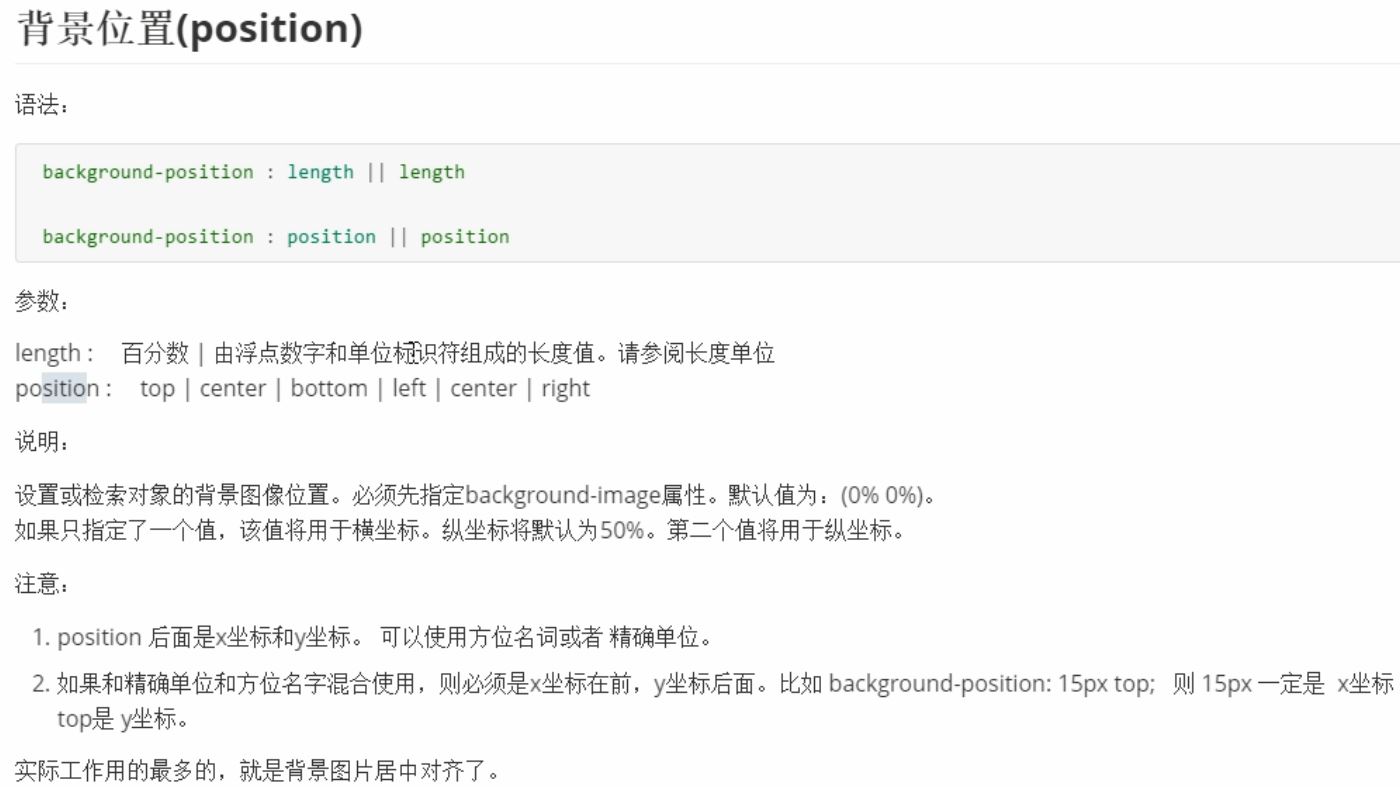 背景位置(position)
语法：
background-position : length || length
background-position : position || position
参数：
length :    百分数 | 由浮点数字和单位标识符组成的长度值。请参阅长度单位
position :    top | center | bottom | left | center | right
说明：
设置或检索对象的背景图像位置。必须先指定background-image属性。默认值为：(0% 0%)。
如果只指定了一个值，该值将用于横坐标。纵坐标将默认为50%。第二个值将用于纵坐标。
注意：
1. position 后面是x坐标和y坐标。 可以使用方位名词或者 精确单位。
2. 如果和精确单位和方位名字混合使用，则必须是x坐标在前，y坐标后面。比如 background-position: 15px top;   则 15px 一定是  x坐标
top是 y坐标。
实际工作用的最多的，就是背景图片居中对齐了。